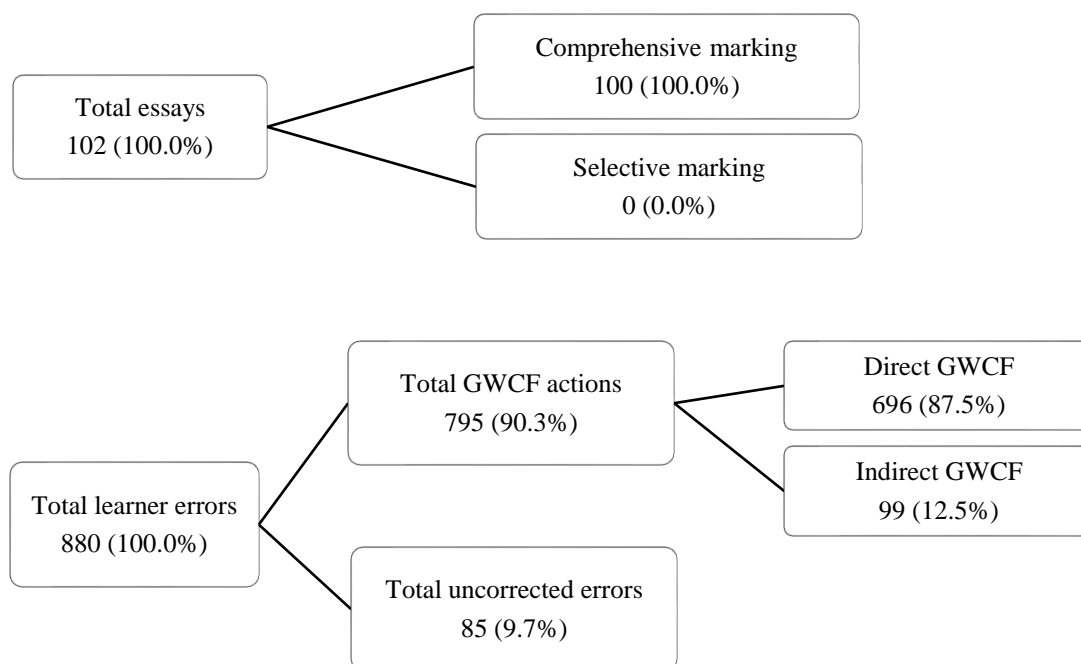 Total essays
102 (100.0%)
Comprehensive marking
100 (100.0%)
Selective marking
0 (0.0%)
Total learner errors
880 (100.0%)
Total GWCF actions
795 (90.3%)
Total uncorrected errors
85 (9.7%)
Direct GWCF
696 (87.5%)
Indirect GWCF
99 (12.5%)